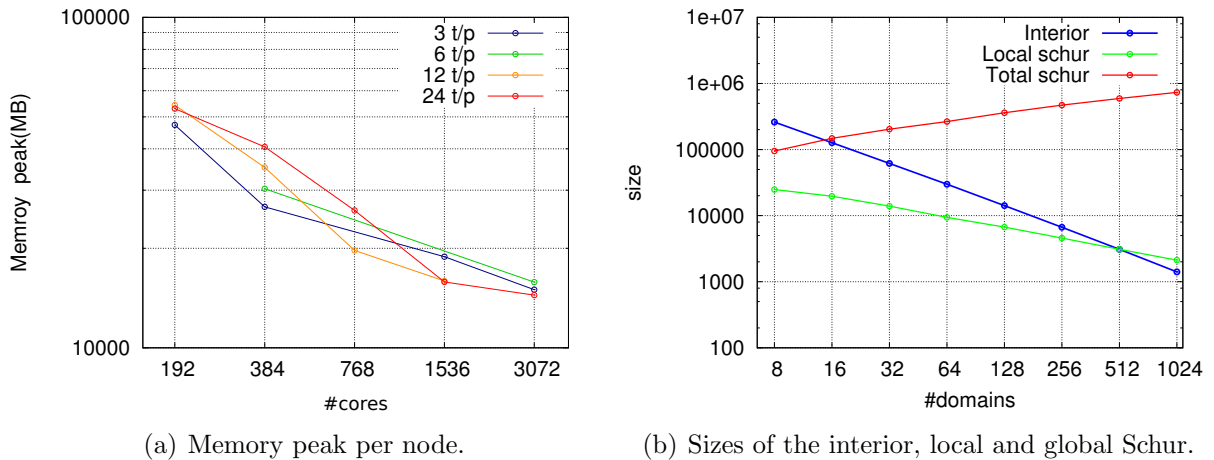 100000
10000
Memroy peak(MB)
3 t/p
6 t/p
12 t/p
24 t/p
192 384 768 1536 3072
#cores
(a) Memory peak per node.
1e+07
1e+06
100000
10000
1000
100
size
Interior
Local schur
Total schur
8 16 32 64 128 256 512 1024
#domains
(b) Sizes of the interior, local and global Schur.